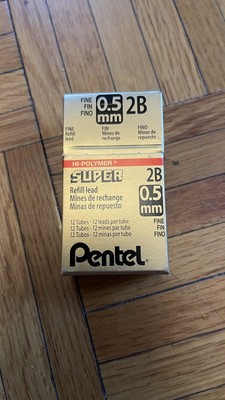 FINE
FIN
FINO
0.5
mm
2B
FINE
Refill lead
FIN
Mines de
rechange
FINO
Minas de
repuesto
HI-POLYMER®
SUPER
2B
Refill lead
Mines de rechange
Minas de repuesto
0.5
mm
12 Tubes - 12 leads per tube
12 Tubes - 12 mines par tube
12 Tubos - 12 minas por tubo
FINE
FIN
FINO
Pentel